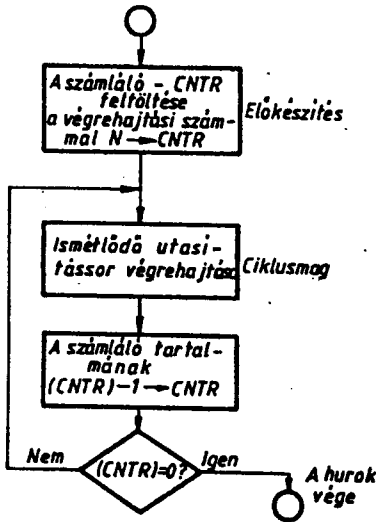 A számláló - CNTR
feltöltése
a végrehajtási szám-
mal N → CNTR
Előkészítés
Ismétlődő utasí-
tássor végrehajtása
Ciklusmag
A számláló tartal-
mának
(CNTR)-1 → CNTR
Nem
(CNTR)=0?
Igen
A hurok
vége